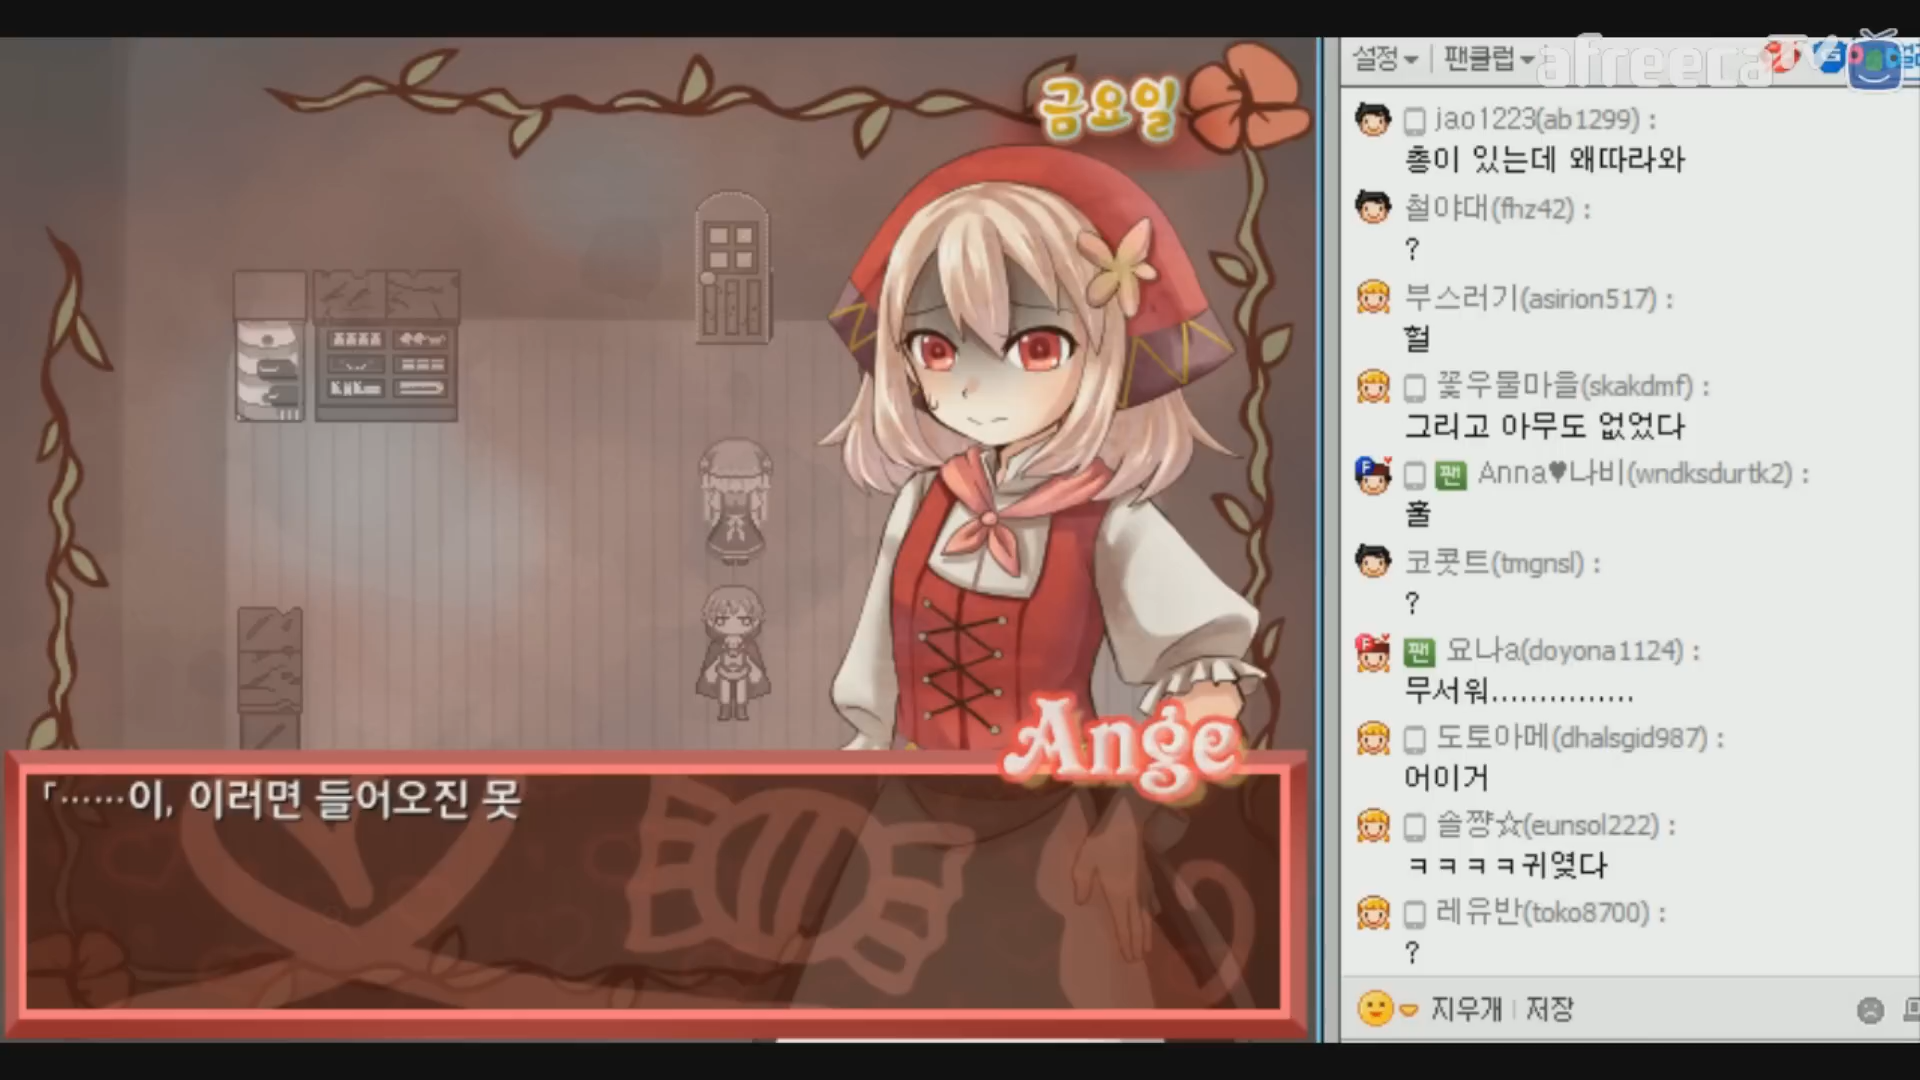 금요일
Ange
「……이, 이러면 들어오진 못
설정 팬클럽
afreecaTV
jao1223(ab1299) :
총이 있는데 왜따라와
철야대(fhz42) :
?
부스러기(asirion517) :
헐
꽃우물마을(skakdmf) :
그리고 아무도 없었다
팬 Anna♥나비(wndksdurtk2) :
훌
코콧트(tmgnsl) :
?
팬 요나a(doyona1124) :
무서워...............
도토아메(dhalsgid987) :
어이거
솔쨩☆(eunsol222) :
ㅋㅋㅋㅋ귀엾다
레유반(toko8700) :
?
지우개 저장